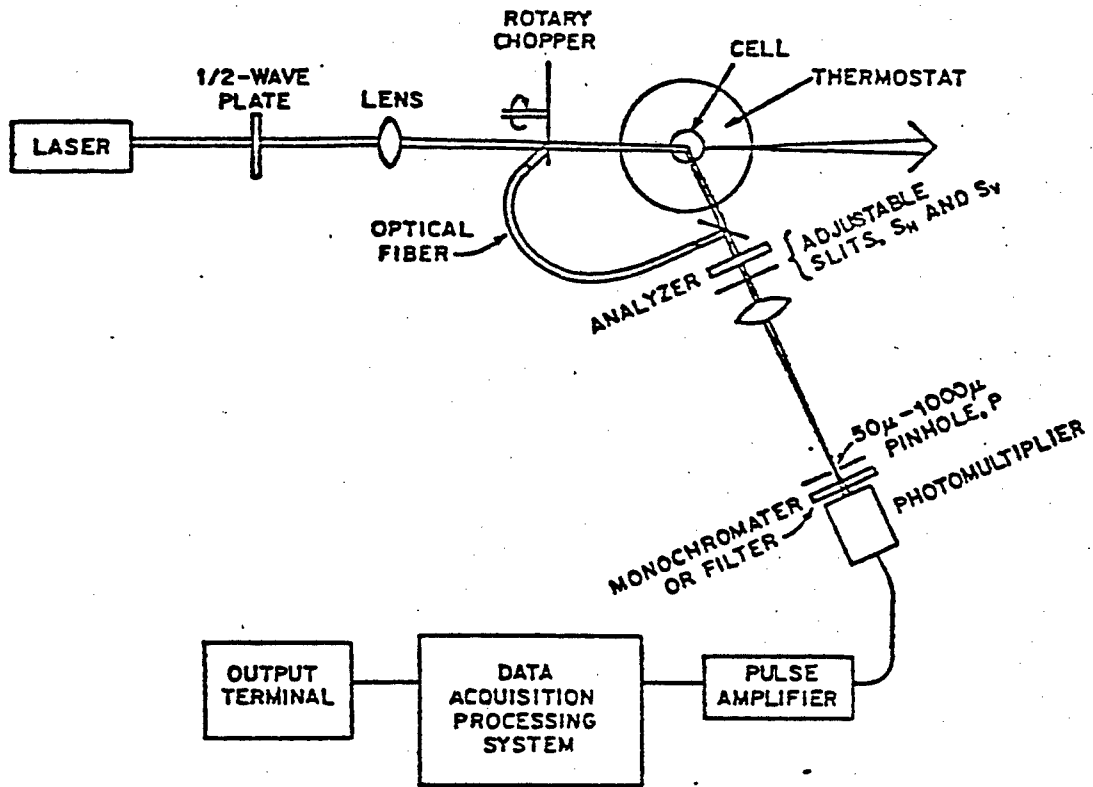 ROTARY
CHOPPER
CELL
THERMOSTAT
1/2-WAVE
PLATE
LENS
LASER
OPTICAL
FIBER
ADJUSTABLE
SLITS, SH AND SV
ANALYZER
50μ-1000μ
PINHOLE, P
PHOTOMULTIPLIER
MONOCHROMATER
OR FILTER
OUTPUT
TERMINAL
DATA
ACQUISITION
PROCESSING
SYSTEM
PULSE
AMPLIFIER